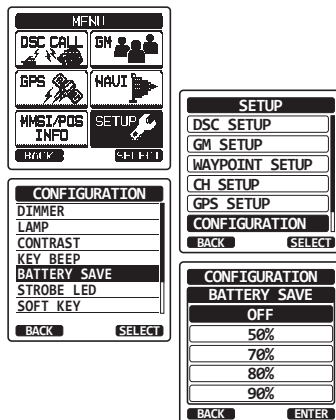 MENU
DSC CALL
GM
GPS
NAVI
MMSI/POS
INFO
SETUP
BACK
SELECT
SETUP
DSC SETUP
GM SETUP
WAYPOINT SETUP
CH SETUP
GPS SETUP
CONFIGURATION
BACK SELECT
CONFIGURATION
DIMMER
LAMP
CONTRAST
KEY BEEP
BATTERY SAVE
STROBE LED
SOFT KEY
BACK SELECT
CONFIGURATION
BATTERY SAVE
OFF
50%
70%
80%
90%
BACK ENTER